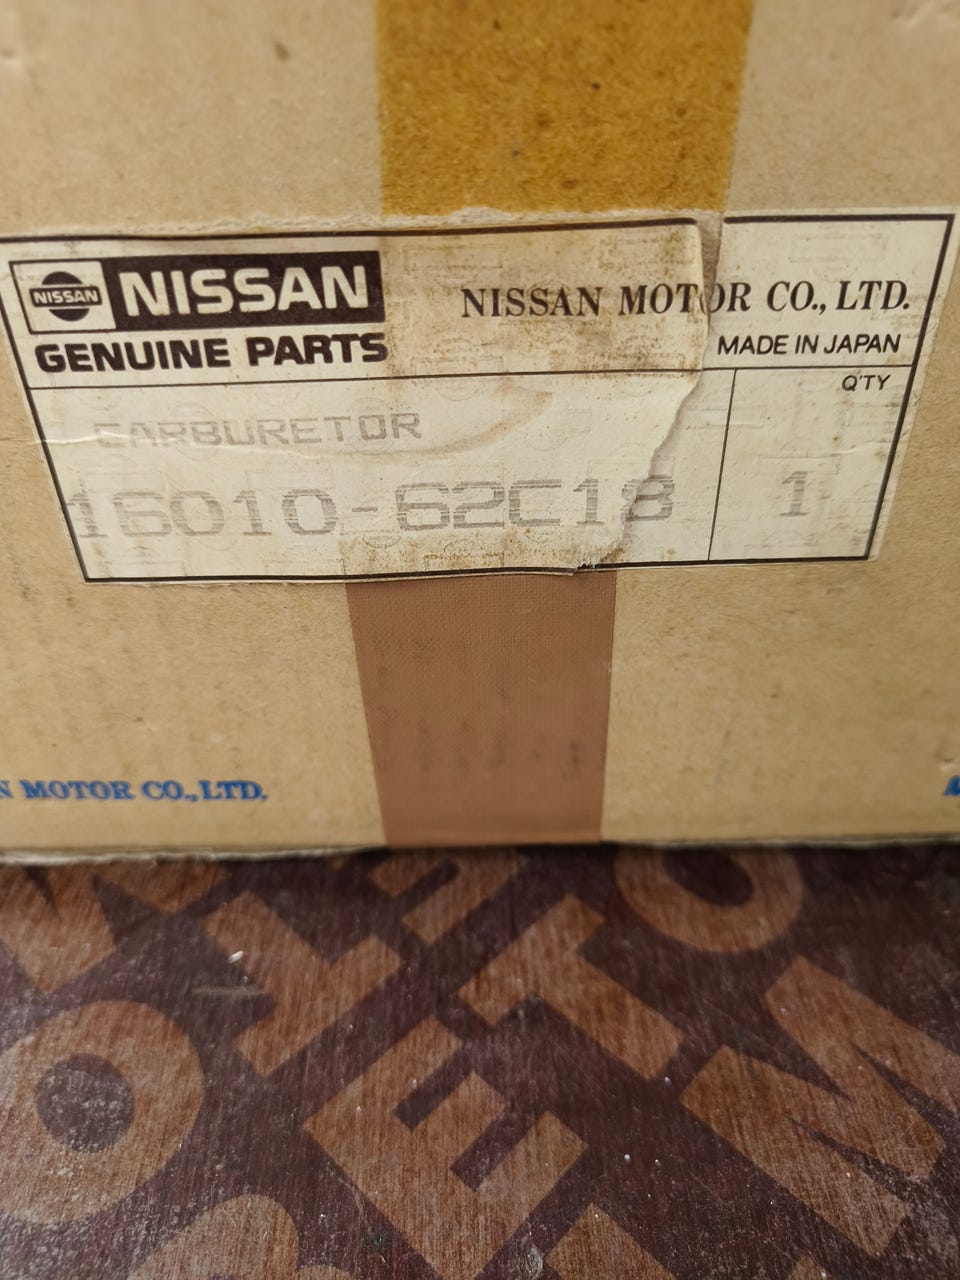 NISSAN NISSAN
GENUINE PARTS
NISSAN MOTOR CO., LTD.
MADE IN JAPAN
Q'TY
CARBURETOR
16010-62C18
1
N MOTOR CO., LTD.